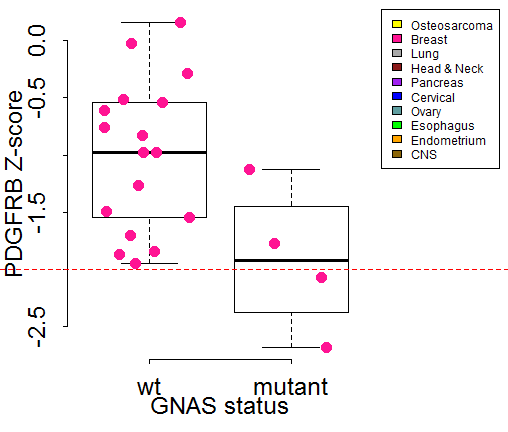 PDGFRB Z-score
0.0
-0.5
-1.5
-2.5
wt
mutant
GNAS status
Osteosarcoma
Breast
Lung
Head & Neck
Pancreas
Cervical
Ovary
Esophagus
Endometrium
CNS